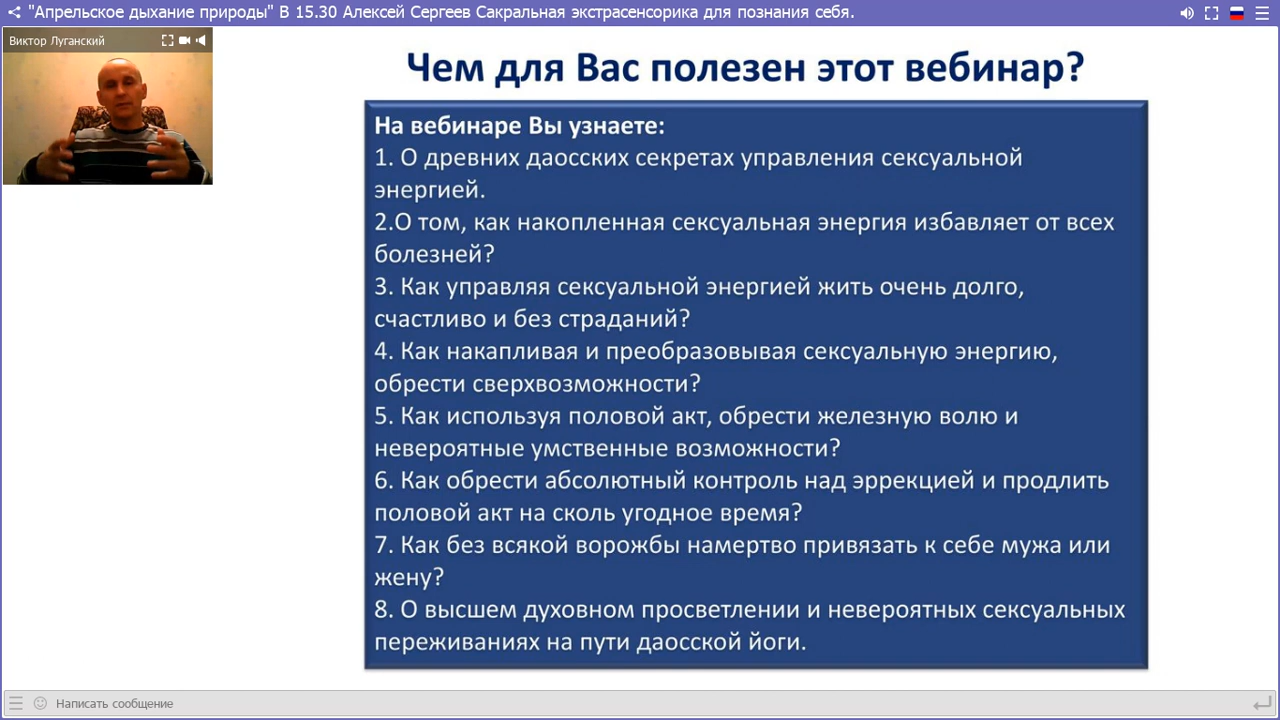 "Апрельское дыхание природы" В 15.30 Алексей Сергеев Сакральная экстрасенсорика для познания себя.
Виктор Луганский
Чем для Вас полезен этот вебинар?
На вебинаре Вы узнаете:
1. О древних даосских секретах управления сексуальной
энергией.
2.О том, как накопленная сексуальная энергия избавляет от всех
болезней?
3. Как управляя сексуальной энергией жить очень долго,
счастливо и без страданий?
4. Как накапливая и преобразовывая сексуальную энергию,
обрести сверхвозможности?
5. Как используя половой акт, обрести железную волю и
невероятные умственные возможности?
6. Как обрести абсолютный контроль над эррекцией и продлить
половой акт на сколь угодное время?
7. Как без всякой ворожбы намертво привязать к себе мужа или
жену?
8. О высшем духовном просветлении и невероятных сексуальных
переживаниях на пути даосской йоги.
Написать сообщение